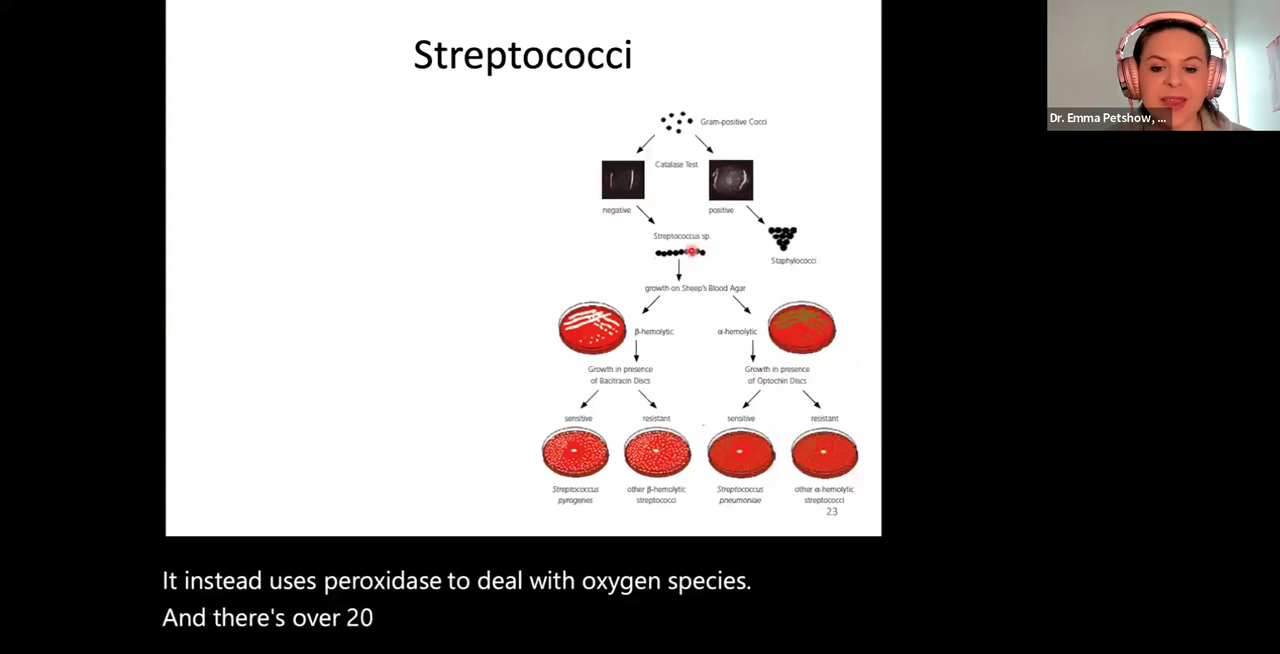 Streptococci
Dr. Emma Petshow, ...
Gram-positive Cocci
Catalase Test
negative
positive
Streptococcus sp.
Staphylococci
growth on Sheep's Blood Agar
β-hemolytic
α-hemolytic
Growth in presence
of Bacitracin Discs
Growth in presence
of Optochin Discs
sensitive
resistant
sensitive
resistant
Streptococcus
pyrogenes
other β-hemolytic
streptococci
Streptococcus
pneumoniae
other α-hemolytic
streptococci
23
It instead uses peroxidase to deal with oxygen species.
And there's over 20